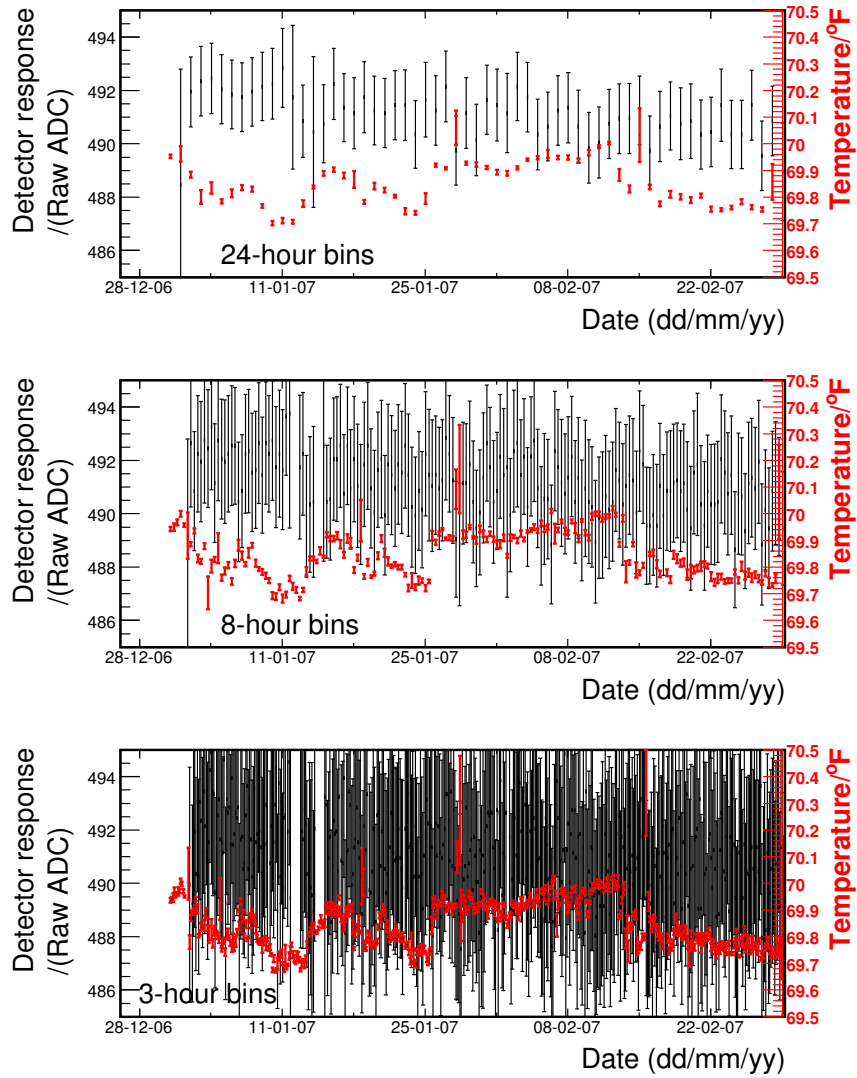 Detector response
/(Raw ADC)
494
492
490
488
486
70.5
70.4
70.3
70.2
70.1
70
69.9
69.8
69.7
69.6
69.5
Temperature/°F
24-hour bins
28-12-06 11-01-07 25-01-07 08-02-07 22-02-07
Date (dd/mm/yy)
Detector response
/(Raw ADC)
494
492
490
488
486
70.5
70.4
70.3
70.2
70.1
70
69.9
69.8
69.7
69.6
69.5
Temperature/°F
8-hour bins
28-12-06 11-01-07 25-01-07 08-02-07 22-02-07
Date (dd/mm/yy)
Detector response
/(Raw ADC)
494
492
490
488
486
70.5
70.4
70.3
70.2
70.1
70
69.9
69.8
69.7
69.6
69.5
Temperature/°F
3-hour bins
28-12-06 11-01-07 25-01-07 08-02-07 22-02-07
Date (dd/mm/yy)